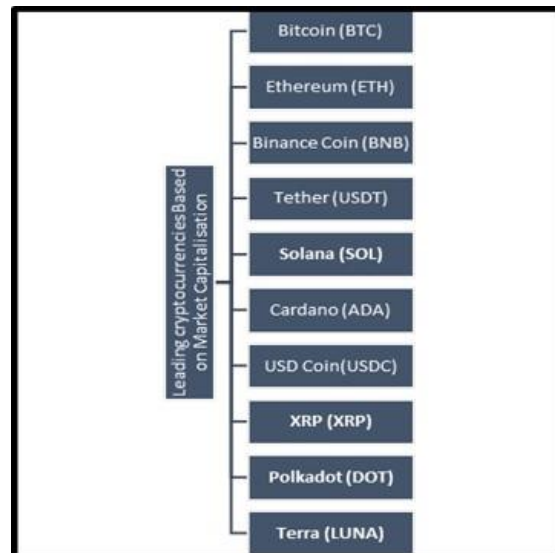 Leading cryptocurrencies Based
on Market Capitalisation
Bitcoin (BTC)
Ethereum (ETH)
Binance Coin (BNB)
Tether (USDT)
Solana (SOL)
Cardano (ADA)
USD Coin(USDC)
XRP (XRP)
Polkadot (DOT)
Terra (LUNA)